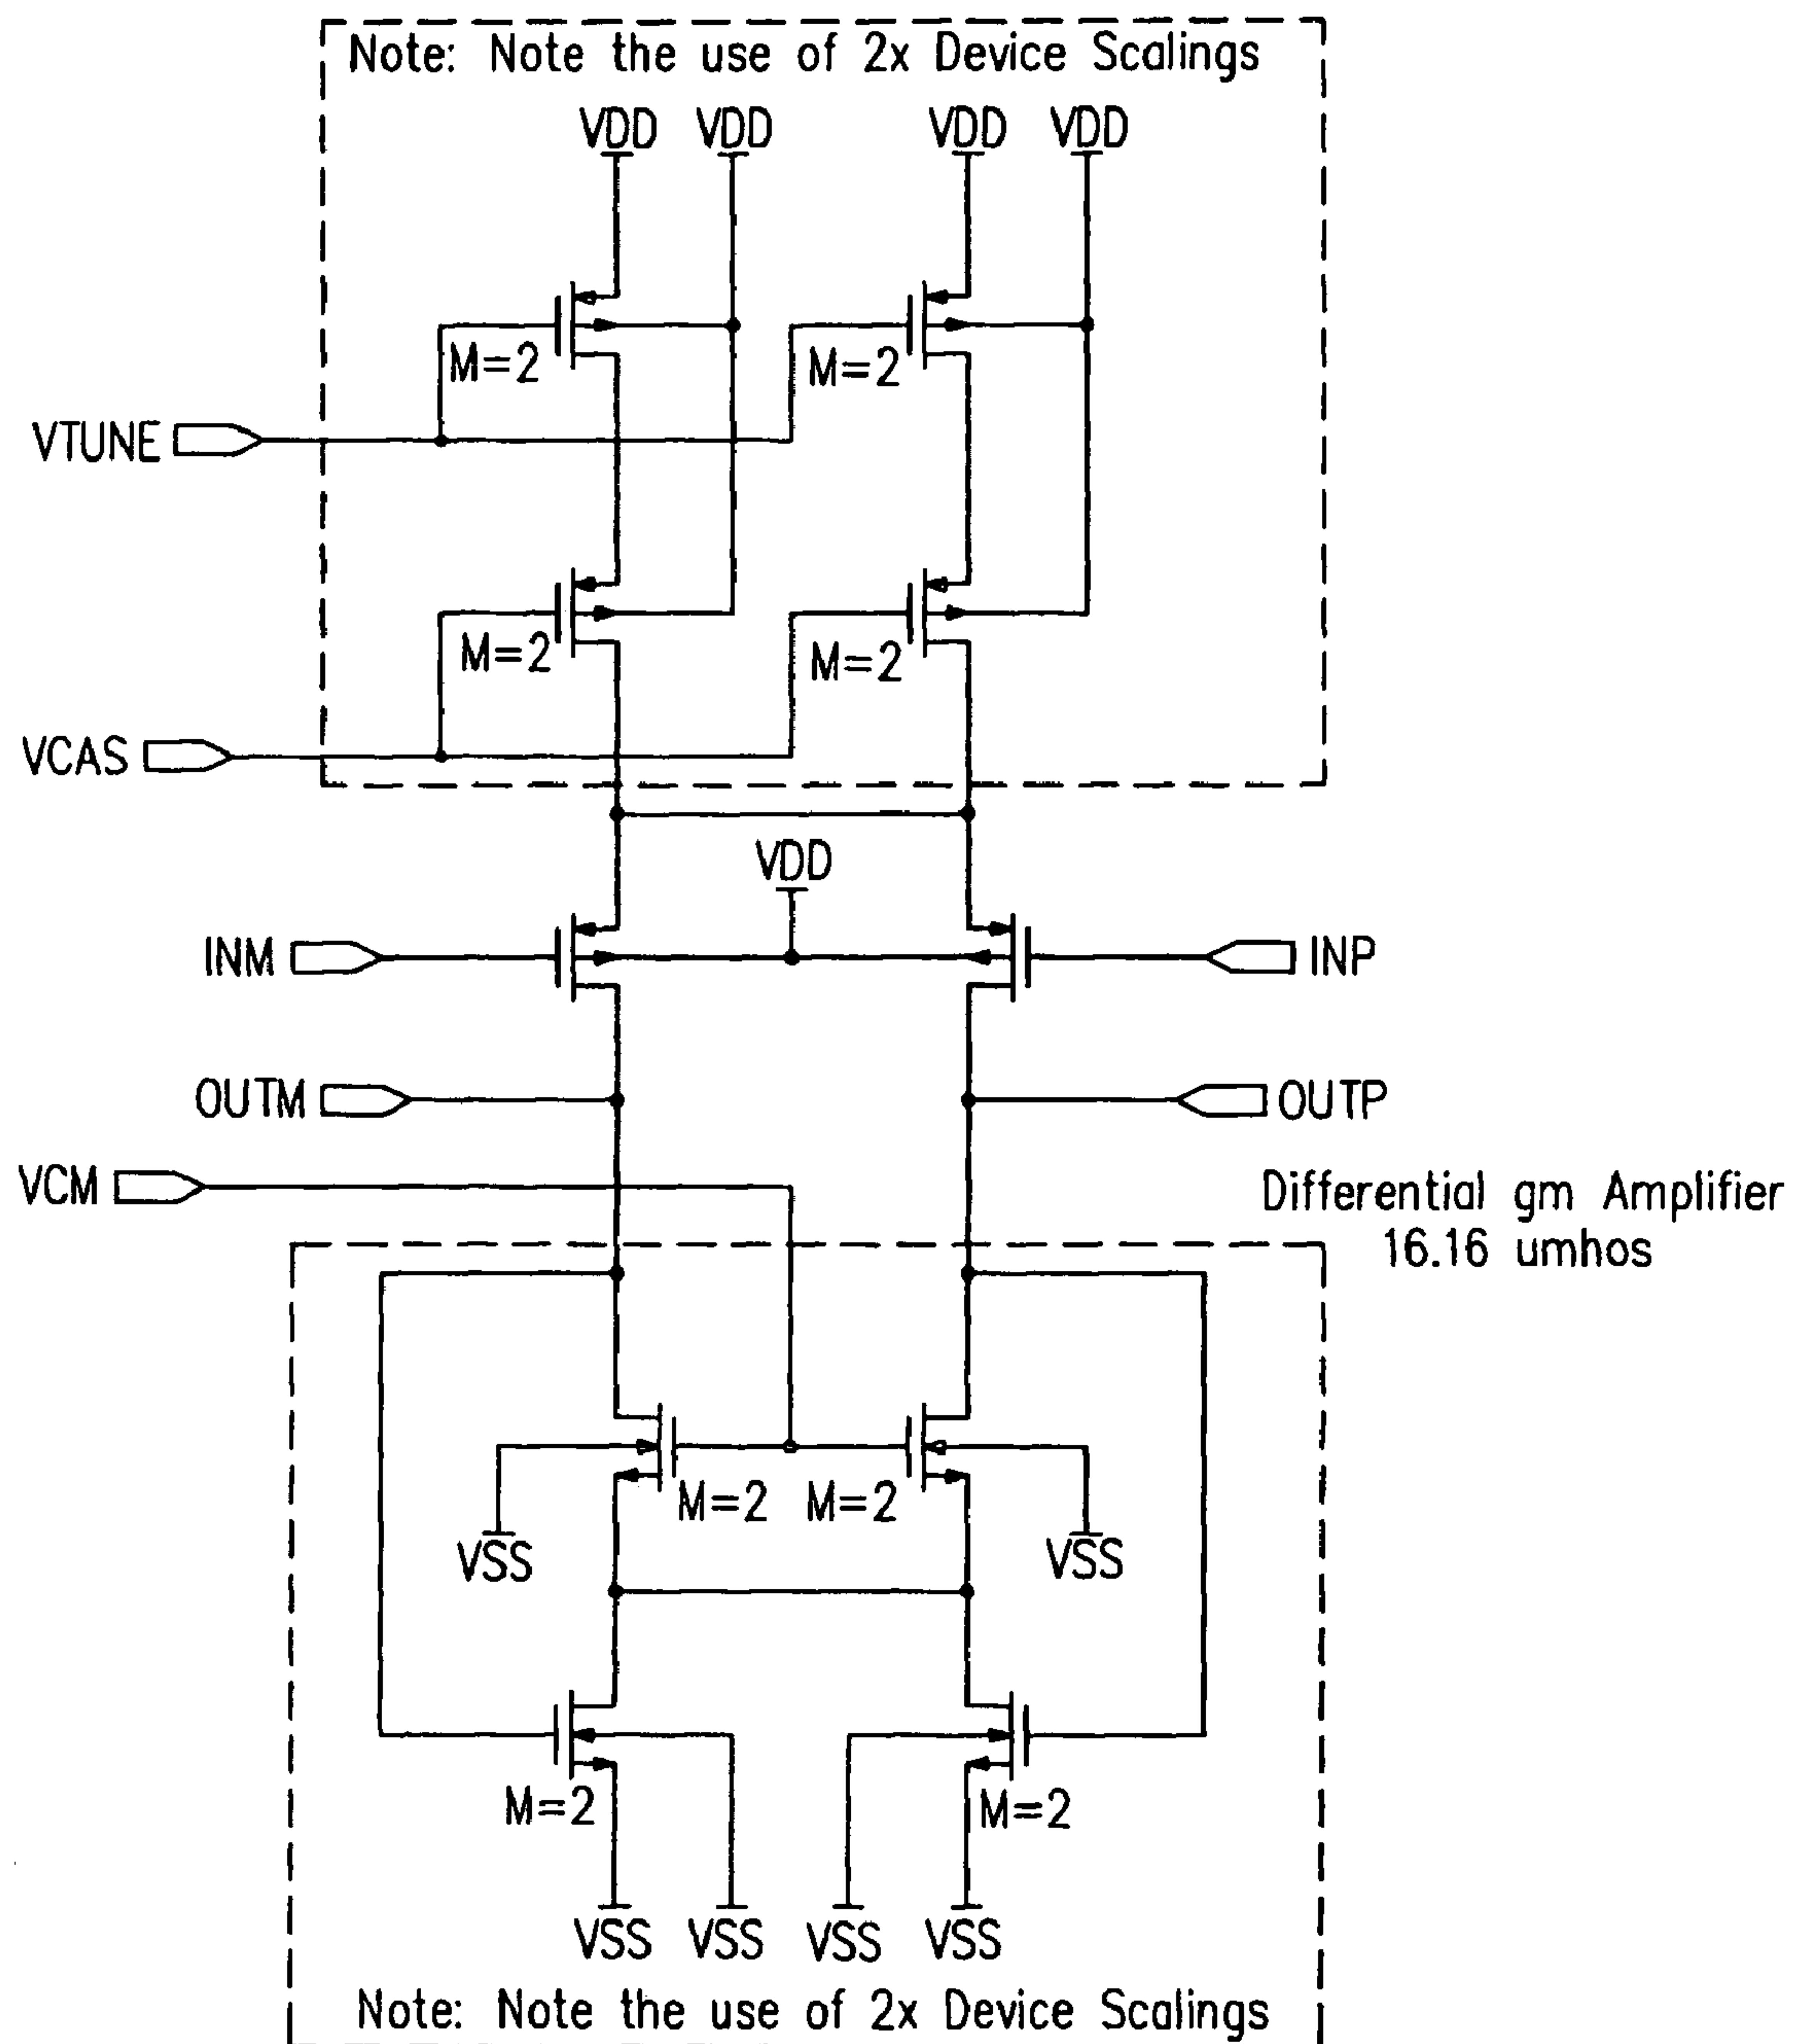 Note: Note the use of 2x Device Scalings
VDD VDD VDD VDD
M=2 M=2
VTUNE
M=2 M=2
VCAS
VDD
INM INP
OUTM OUTP
VCM
Differential gm Amplifier
16.16 umhos
M=2 M=2
VSS VSS
M=2 M=2
VSS VSS VSS VSS
Note: Note the use of 2x Device Scalings